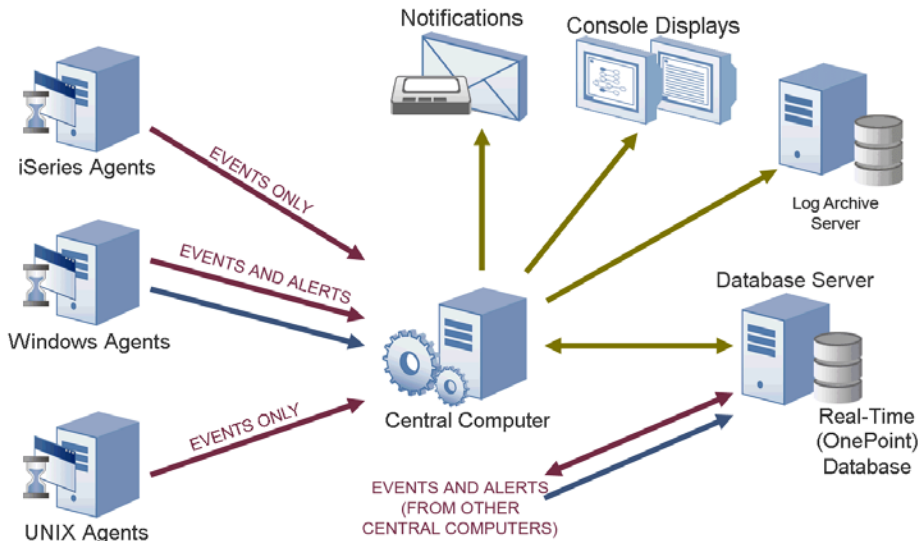 Notifications
Console Displays
iSeries Agents
EVENTS ONLY
Log Archive
Server
EVENTS AND ALERTS
Windows Agents
Database Server
Central Computer
EVENTS ONLY
Real-Time
(OnePoint)
Database
EVENTS AND ALERTS
(FROM OTHER
CENTRAL COMPUTERS)
UNIX Agents